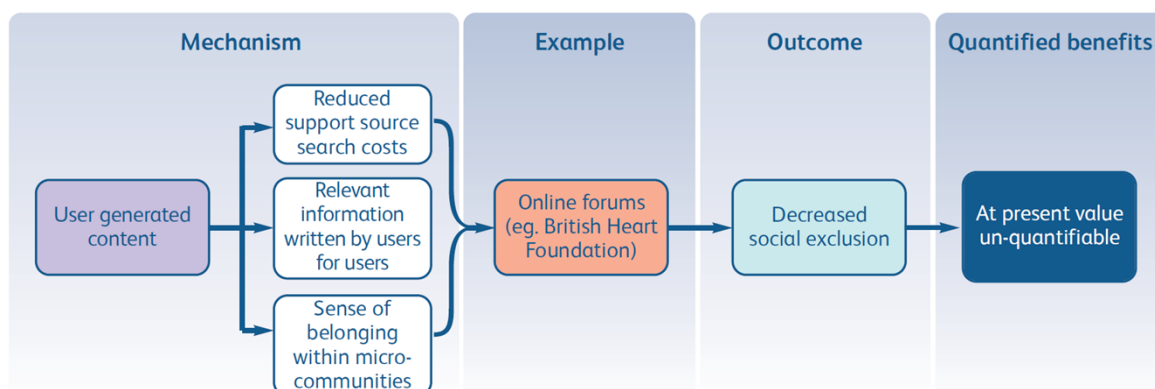 Mechanism
Example
Outcome
Quantified benefits
User generated
content
Reduced
support source
search costs
Relevant
information
written by users
for users
Sense of
belonging
within micro-
communities
Online forums
(eg. British Heart
Foundation)
Decreased
social exclusion
At present value
un-quantifiable